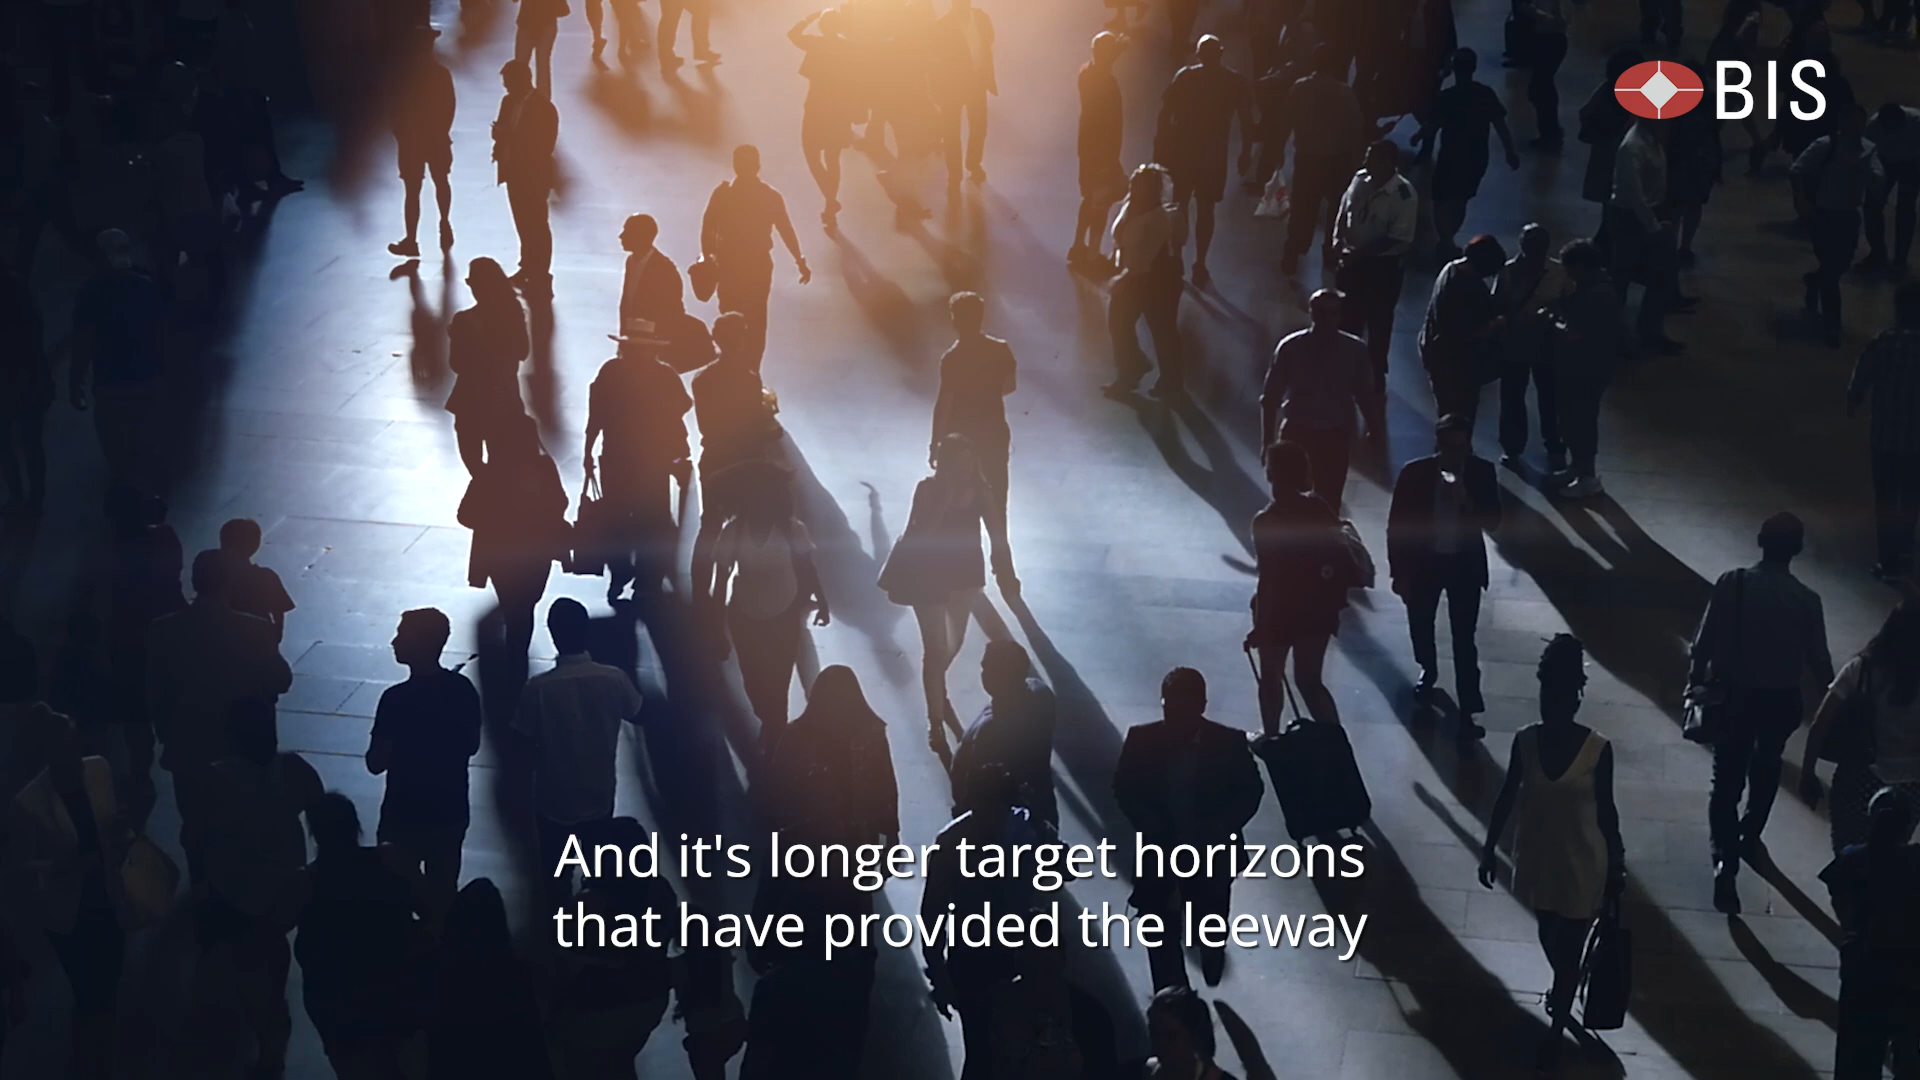 BIS
And it's longer target horizons
that have provided the leeway